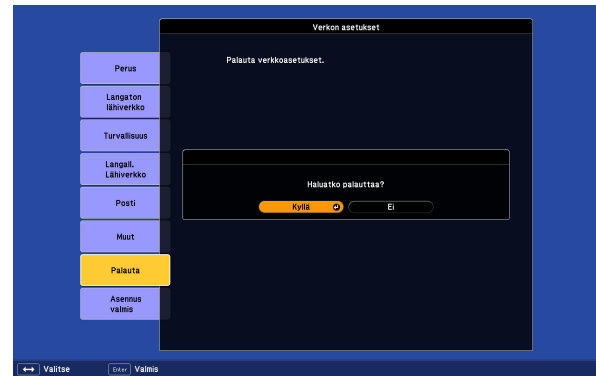 Verkon asetukset
Perus
Langaton
lähiverkko
Turvallisuus
Langall.
Lähiverkko
Posti
Muut
Palauta
Asennus
valmis
Palauta verkkoasetukset.
Haluatko palauttaa?
Kyllä Ei
Valitse Enter Valmis